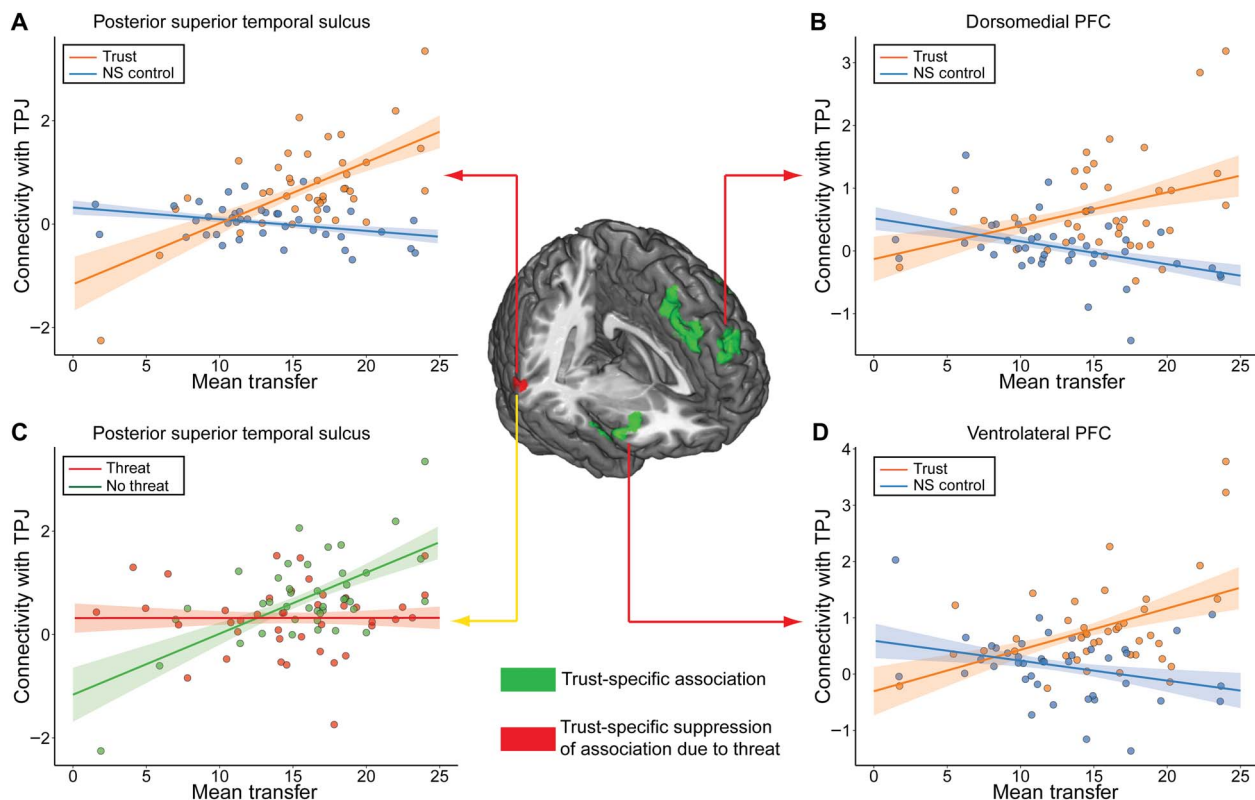 A
Posterior superior temporal sulcus
Trust
NS control
Connectivity with TPJ
2
0
−2
0
5
10
15
20
25
Mean transfer
B
Dorsomedial PFC
Trust
NS control
Connectivity with TPJ
3
2
1
0
−1
0
5
10
15
20
25
Mean transfer
C
Posterior superior temporal sulcus
Threat
No threat
Connectivity with TPJ
2
0
−2
0
5
10
15
20
25
Mean transfer
Trust-specific association
Trust-specific suppression
of association due to threat
D
Ventrolateral PFC
Trust
NS control
Connectivity with TPJ
4
3
2
1
0
−1
0
5
10
15
20
25
Mean transfer